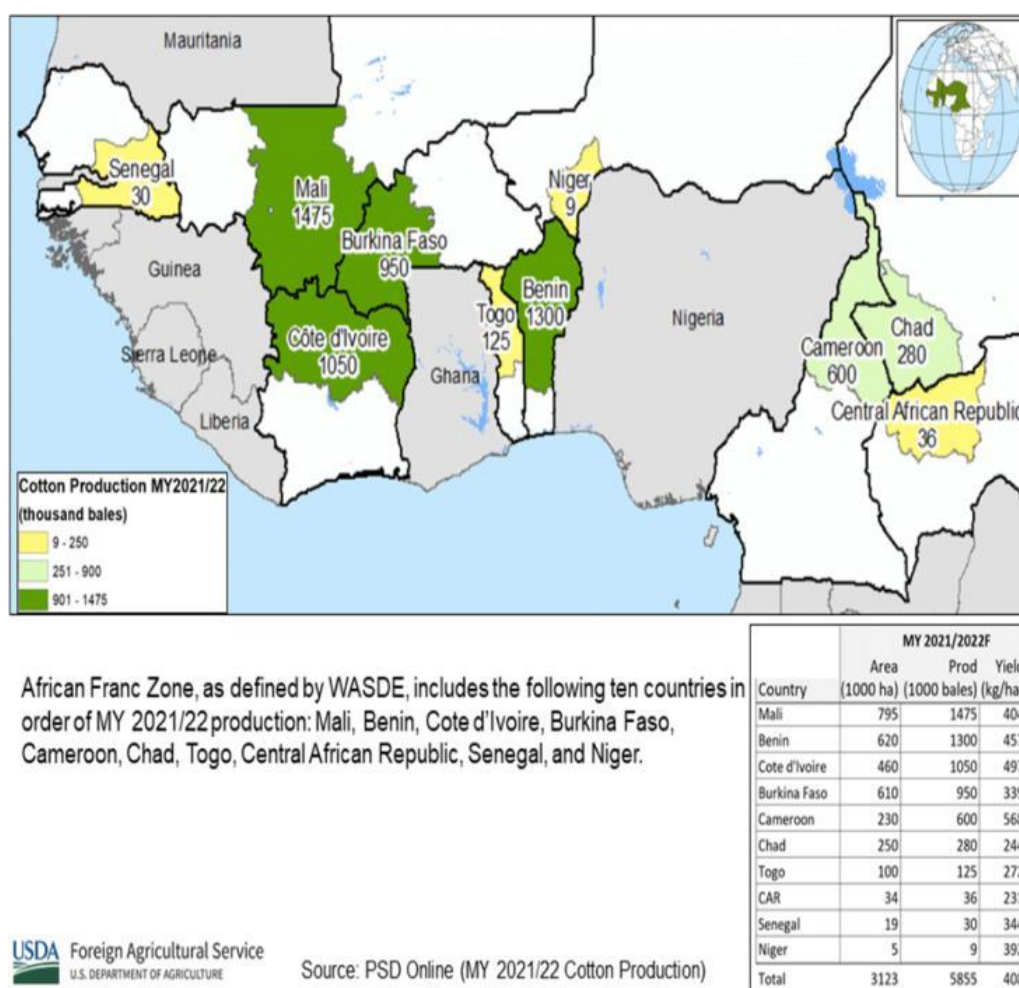 Mauritania
Senegal
30
Mali
1475
Niger
9
Burkina Faso
950
Guinea
Benin
1300
Togo
125
Nigeria
Côte d'Ivoire
1050
Chad
280
Sierra Leone
Ghana
Cameroon
600
Liberia
Central African Republic
36
Cotton Production MY2021/22
(thousand bales)
9 - 250
251 - 900
901 - 1475
African Franc Zone, as defined by WASDE, includes the following ten countries in
order of MY 2021/22 production: Mali, Benin, Cote d'Ivoire, Burkina Faso,
Cameroon, Chad, Togo, Central African Republic, Senegal, and Niger.
MY 2021/2022F
Area Prod Yield
Country (1000 ha) (1000 bales) (kg/ha
Mali 795 1475
Benin 620 1300
Cote d'Ivoire 460 1050
Burkina Faso 610 950
Cameroon 230 600
Chad 250 280
Togo 100 125
CAR 34 36
Senegal 19 30
Niger 5 9
Total 3123 5855
USDA Foreign Agricultural Service
U.S. DEPARTMENT OF AGRICULTURE
Source: PSD Online (MY 2021/22 Cotton Production)